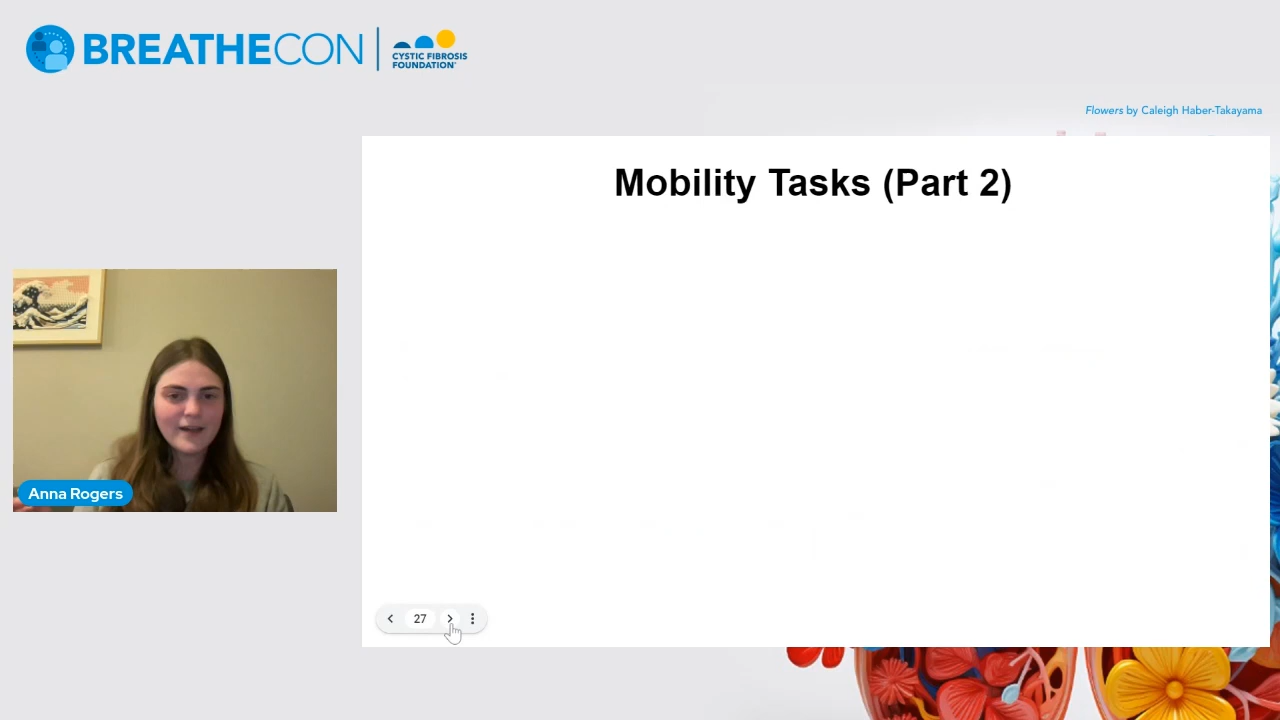 BREATHECON
CYSTIC FIBROSIS
FOUNDATION
Flowers by Caleigh Haber-Takayama
Mobility Tasks (Part 2)
Anna Rogers
27